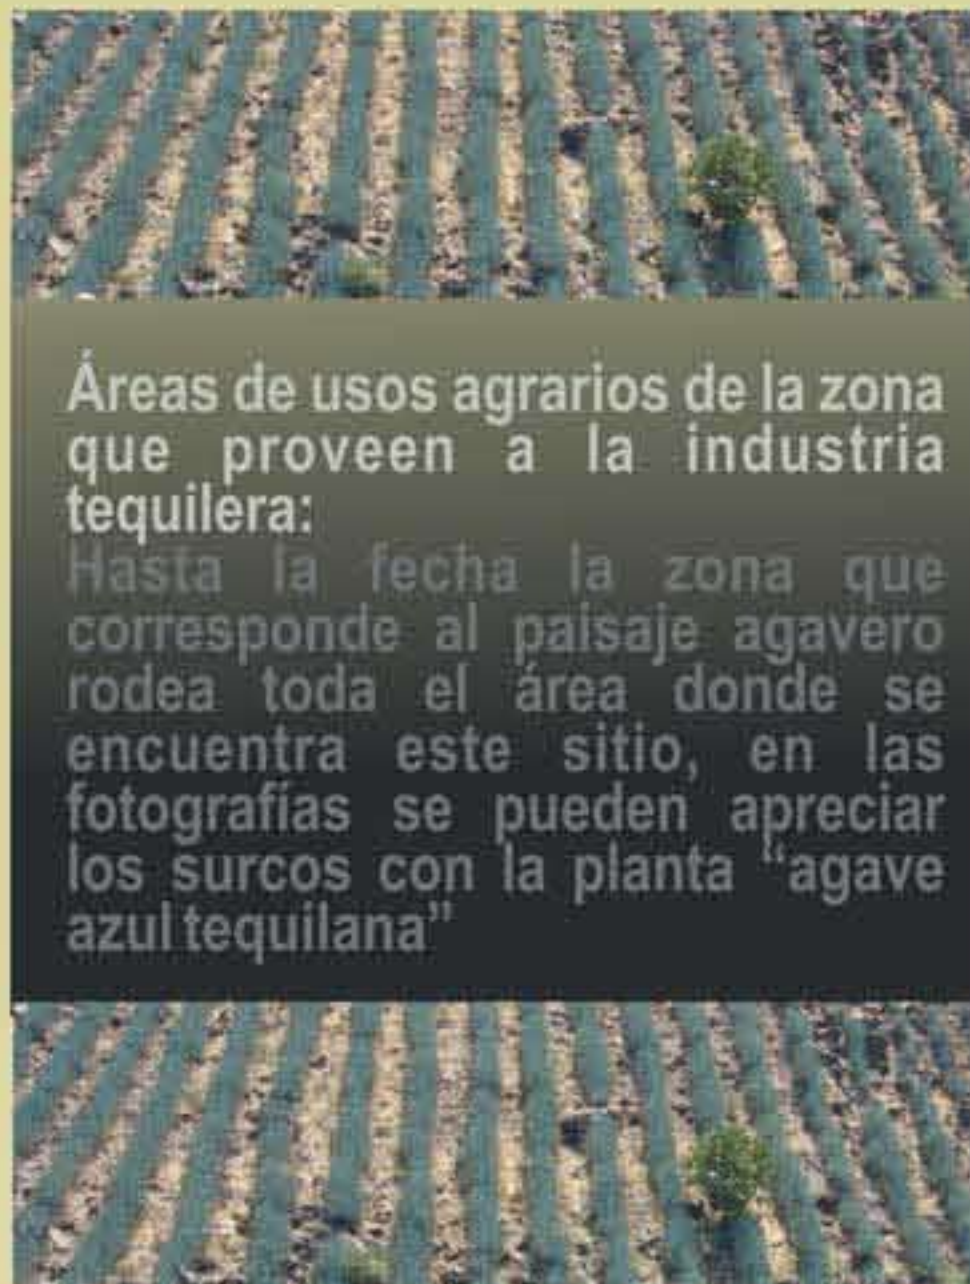 Áreas de usos agrarios de la zona
que proveen a la industria
tequilera:
Hasta la fecha la zona que
corresponde al paisaje agavero
rodea toda el área donde se
encuentra este sitio, en las
fotografías se pueden apreciar
los surcos con la planta “agave
azul tequilana”